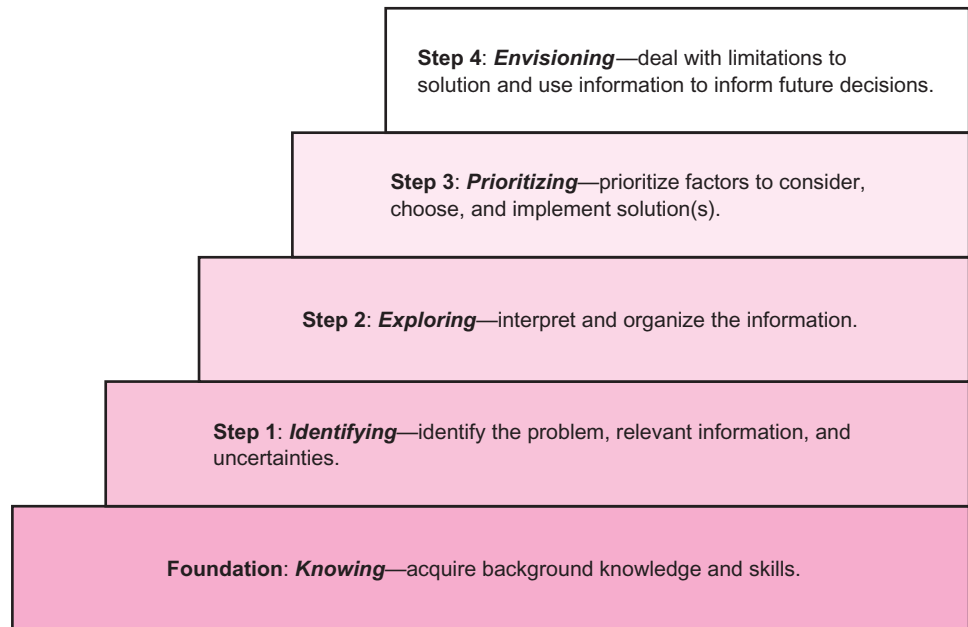 Step 4: Envisioning—deal with limitations to
solution and use information to inform future decisions.
Step 3: Prioritizing—prioritize factors to consider,
choose, and implement solution(s).
Step 2: Exploring—interpret and organize the information.
Step 1: Identifying—identify the problem, relevant information, and
uncertainties.
Foundation: Knowing—acquire background knowledge and skills.